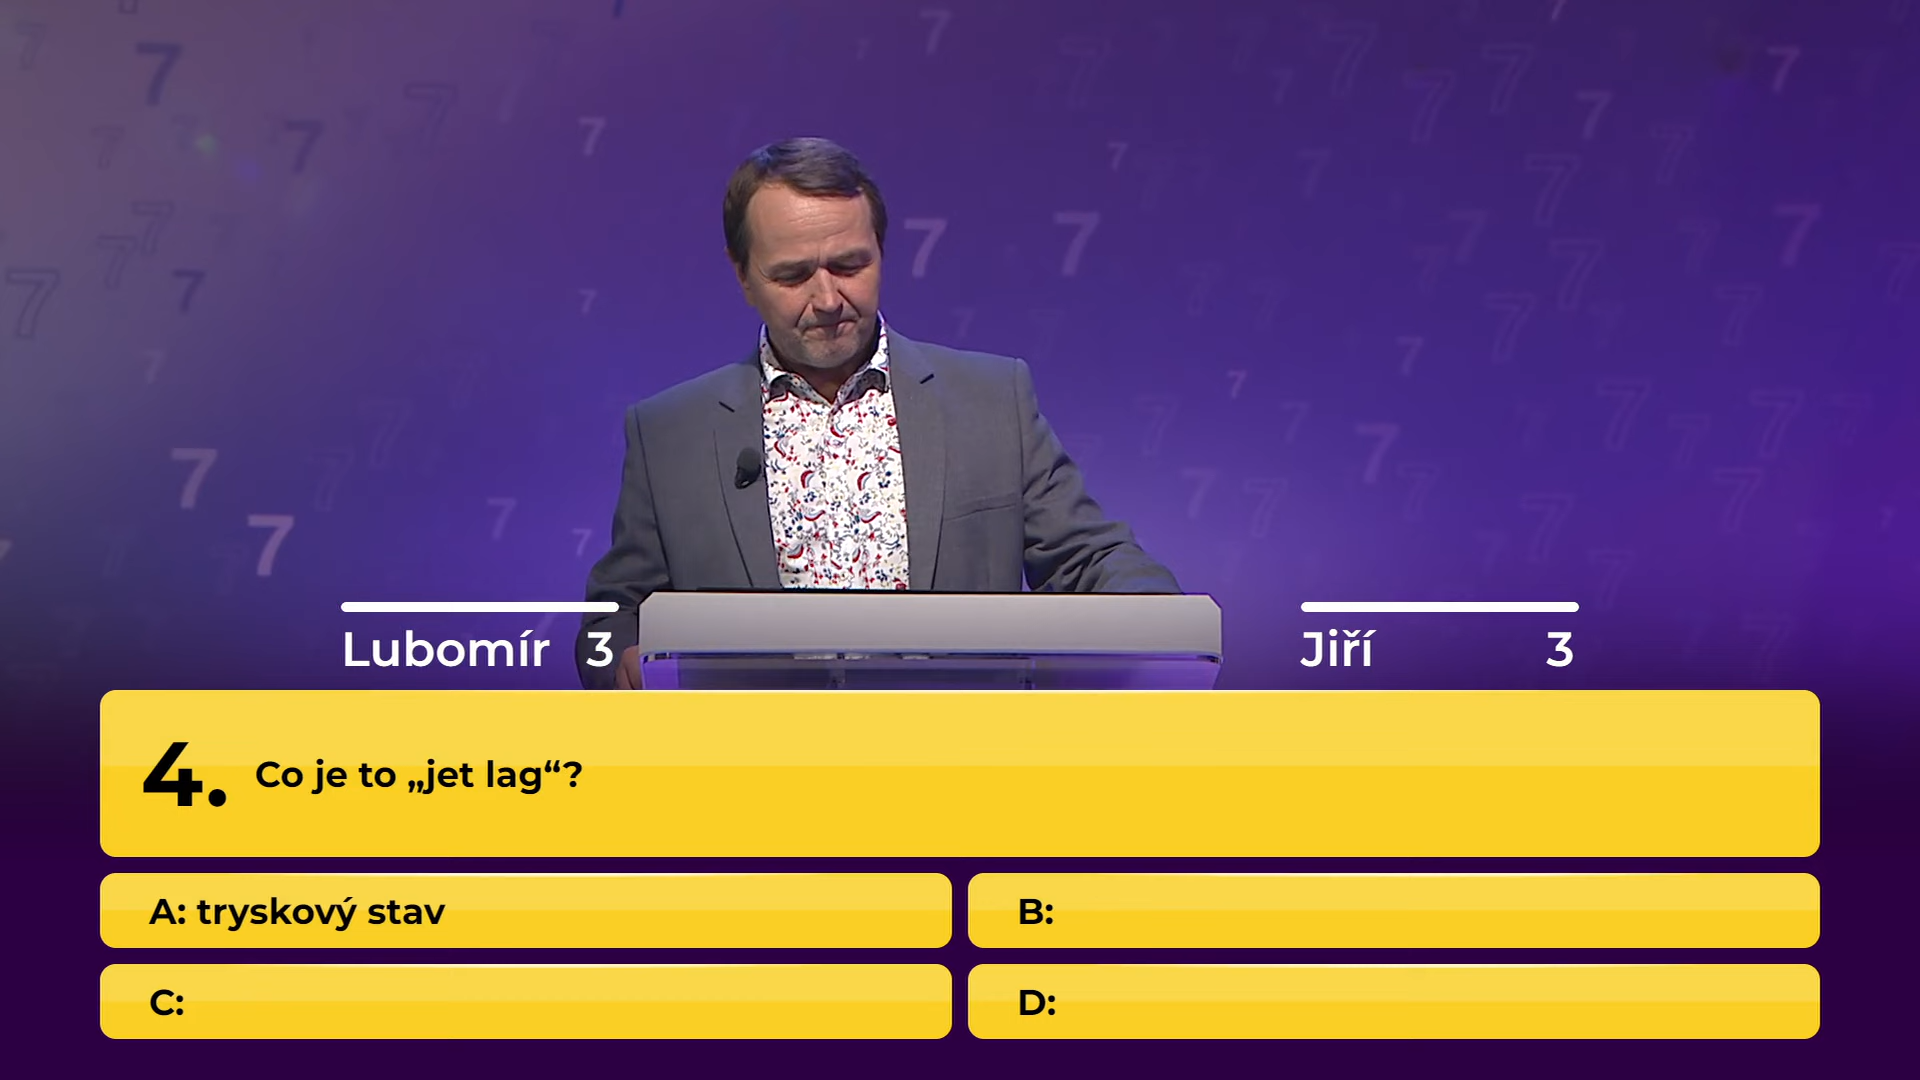 Lubomír 3
Jiří 3
4. Co je to „jet lag“?
A: tryskový stav
B:
C:
D: